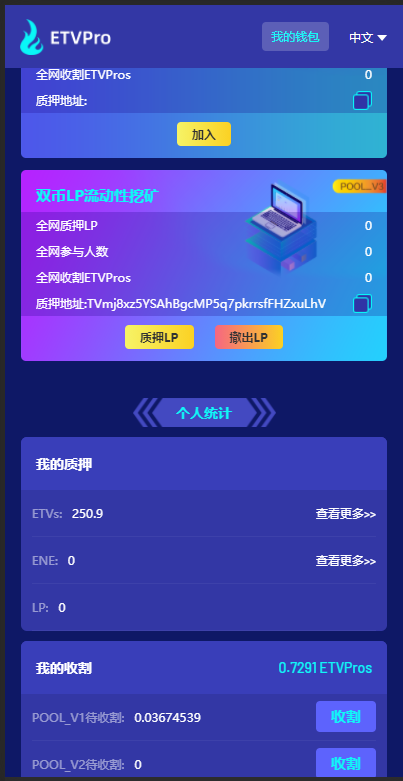 ETVPro 我的钱包 中文
全网收割ETVPros 0
质押地址:
加入
POOL_V3
双币LP流动性挖矿
全网质押LP 0
全网参与人数 0
全网收割ETVPros 0
质押地址:TVmj8xz5YSAhBgcMP5q7pkrrsfFHZxuLhV
质押LP 撤出LP
个人统计
我的质押
ETVs: 250.9 查看更多>>
ENE: 0 查看更多>>
LP: 0
我的收割 0.7291 ETVPros
POOL_V1待收割: 0.03674539 收割
POOL_V2待收割: 0 收割